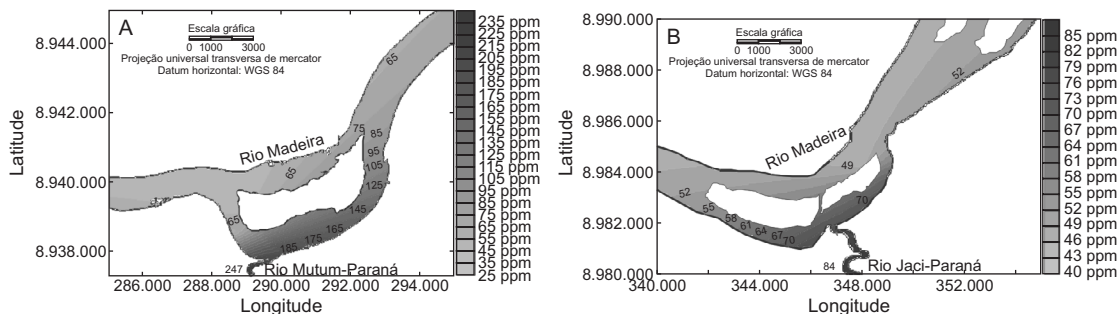 A
Escala gráfica
0 1000 3000
Projeção universal transversa de mercator
Datum horizontal: WGS 84
8.944.000
8.942.000
8.940.000
8.938.000
Latitude
65
75
85
95
105
125
145
165
175
185
65
65
Rio Madeira
247
Rio Mutum-Paraná
286.000 288.000 290.000 292.000 294.000
Longitude
235 ppm
225 ppm
215 ppm
205 ppm
195 ppm
185 ppm
175 ppm
165 ppm
155 ppm
145 ppm
135 ppm
125 ppm
115 ppm
105 ppm
95 ppm
85 ppm
75 ppm
65 ppm
55 ppm
45 ppm
35 ppm
25 ppm
B
Escala gráfica
0 1000 3000
Projeção universal transversa de mercator
Datum horizontal: WGS 84
8.990.000
8.988.000
8.986.000
8.984.000
8.982.000
8.980.000
Latitude
52
Rio Madeira
49
52
55
58
61
64
67
70
70
84
Rio Jaci-Paraná
340.000 344.000 348.000 352.000
Longitude
85 ppm
82 ppm
79 ppm
76 ppm
73 ppm
70 ppm
67 ppm
64 ppm
61 ppm
58 ppm
55 ppm
52 ppm
49 ppm
46 ppm
43 ppm
40 ppm